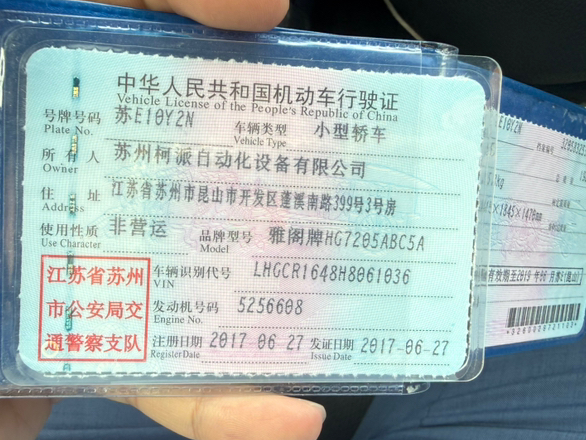 中华人民共和国机动车行驶证
Vehicle License of the People's Republic of China
号牌号码 苏E10Y2N 车辆类型 小型轿车
Plate No. Vehicle Type
所有人 苏州柯派自动化设备有限公司
Owner
住址 江苏省苏州市昆山市开发区蓬溪南路399号3号房
Address
使用性质 非营运 品牌型号 雅阁牌HG7205ABC5A
Use Character Model
江苏省苏州
市公安局交
通警察支队
车辆识别代号 LHGCR1648H8061036
VIN
发动机号码 5256608
Engine No.
注册日期 2017-06-27 发证日期 2017-06-27
Register Date Issue Date
E10Y2N